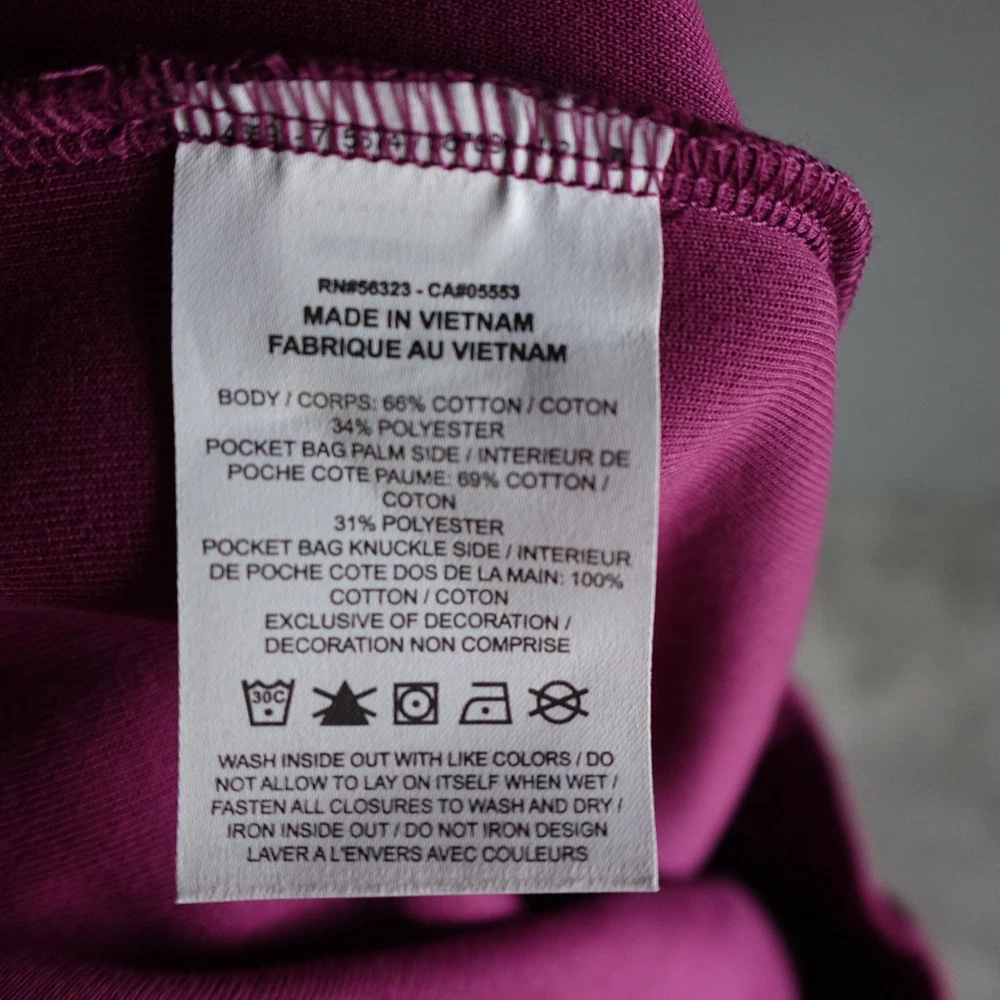 RN#56323 - CA#05553
MADE IN VIETNAM
FABRIQUE AU VIETNAM
BODY / CORPS: 66% COTTON / COTON
34% POLYESTER
POCKET BAG PALM SIDE / INTERIEUR DE
POCHE COTE PAUME: 69% COTTON /
COTON
31% POLYESTER
POCKET BAG KNUCKLE SIDE / INTERIEUR
DE POCHE COTE DOS DE LA MAIN: 100%
COTTON / COTON
EXCLUSIVE OF DECORATION /
DECORATION NON COMPRISE
30C
WASH INSIDE OUT WITH LIKE COLORS / DO
NOT ALLOW TO LAY ON ITSELF WHEN WET /
FASTEN ALL CLOSURES TO WASH AND DRY /
IRON INSIDE OUT / DO NOT IRON DESIGN
LAVER A L'ENVERS AVEC COULEURS